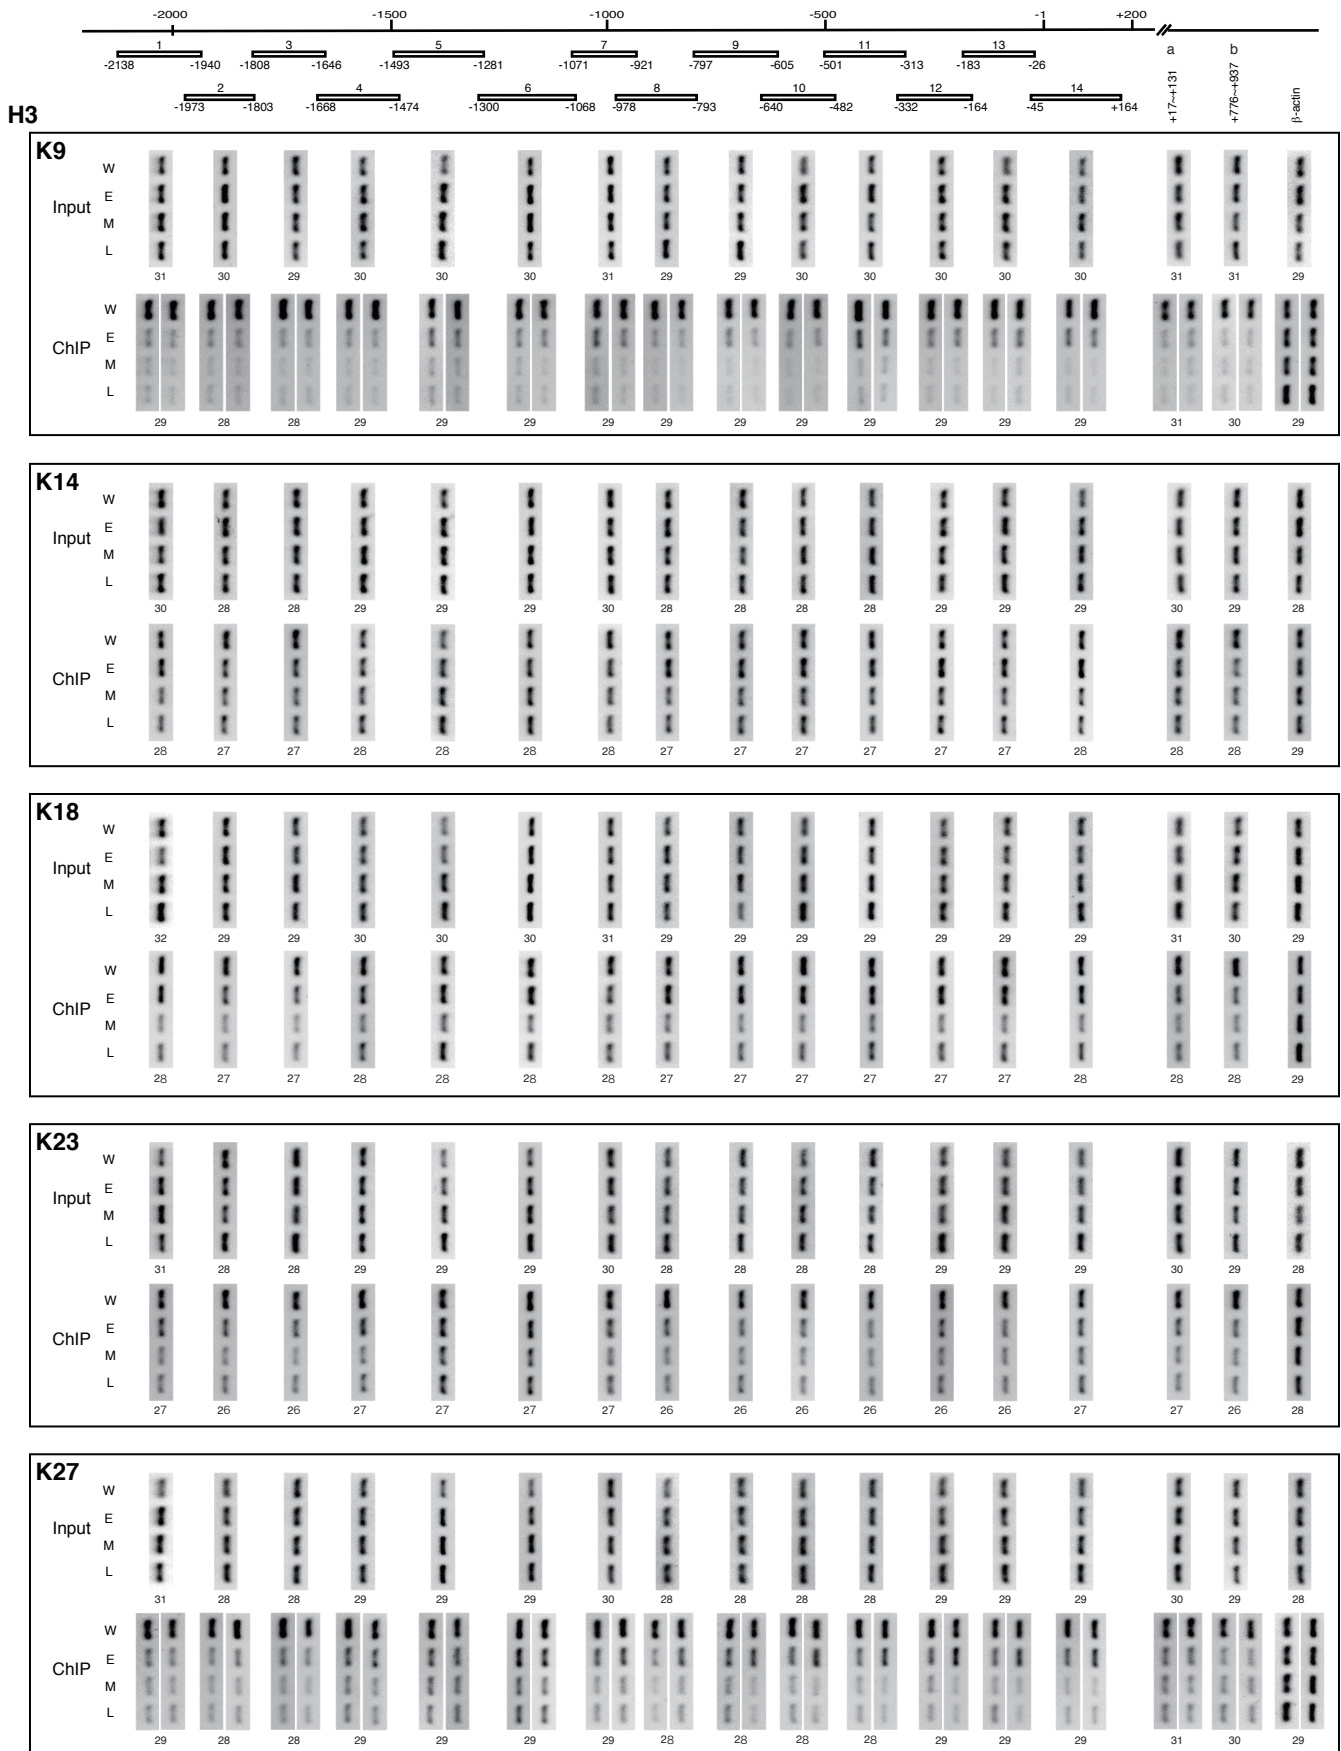 -2000 -1500 -1000 -500 -1 +200
1 3 5 7 9 11 13 a b
-2138 -1940 -1808 -1646 -1493 -1281 -1071 -921 -797 -605 -501 -313 -183 -26
2 4 6 8 10 12 14
-1973 -1803 -1668 -1474 -1300 -1068 -978 -793 -640 -482 -332 -164 -45 +164
+17~+131 +776~+937 β-actin
H3
K9
W
E
Input
M
L
31 30 29 30 30 30 31 29 29 30 30 30 30 30 31 31 29
W
E
ChIP
M
L
29 28 28 29 29 29 29 28 28 28 29 29 29 29 31 30 29
K14
W
E
Input
M
L
30 28 28 29 29 29 30 28 28 28 28 29 29 29 30 29 28
W
E
ChIP
M
L
28 27 27 28 28 28 28 27 27 27 27 27 27 28 28 28 29
K18
W
E
Input
M
L
32 29 29 30 30 30 31 29 29 29 29 29 29 29 31 30 29
W
E
ChIP
M
L
28 27 27 28 28 28 28 27 27 27 27 27 27 28 28 28 29
K23
W
E
Input
M
L
31 28 28 29 29 29 30 28 28 28 28 29 29 29 30 29 28
W
E
ChIP
M
L
27 26 26 27 27 27 27 26 26 26 26 26 26 27 27 26 28
K27
W
E
Input
M
L
31 28 28 29 29 29 30 28 28 28 28 29 29 29 30 29 28
W
E
ChIP
M
L
29 28 28 29 29 29 29 28 28 28 28 29 29 29 31 30 29